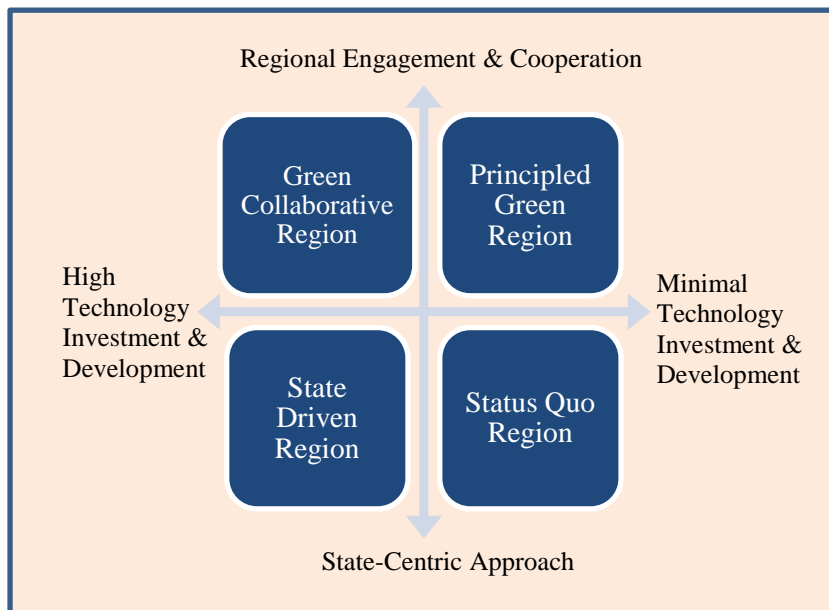 Regional Engagement & Cooperation
Green
Collaborative
Region
Principled
Green
Region
High
Technology
Investment &
Development
Minimal
Technology
Investment &
Development
State
Driven
Region
Status Quo
Region
State-Centric Approach